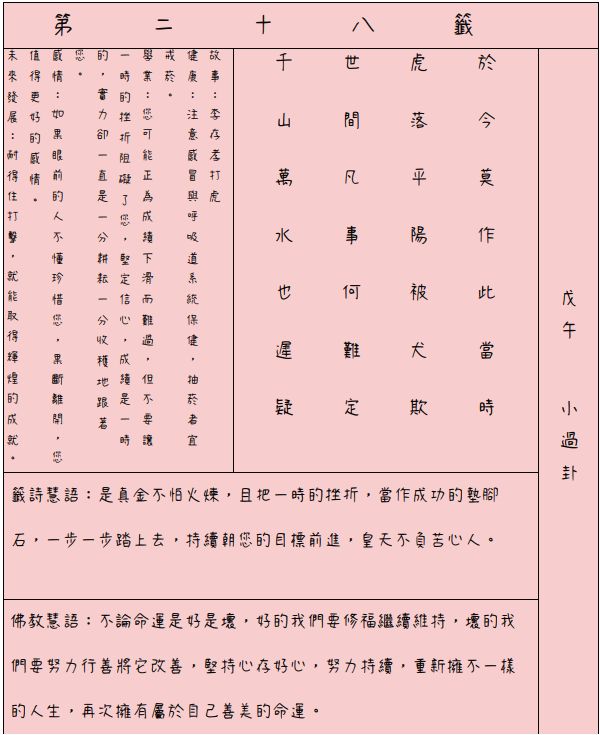 第二十八籤
戊午 小過卦
於今莫作此當時
虎落平陽被犬欺
世間凡事何難定
千山萬水也遲疑
故事：李存孝打虎
健康：注意感冒與呼吸道系統保健，抽菸者宜
戒菸。
學業：您可能正為成績下滑而難過，但不要讓
一時的挫折阻礙了您，堅定信心，成績是一時
的，實力卻一直是一分耕耘一分收穫地跟著
您。
感情：如果眼前的人不懂珍惜您，果斷離開，您
值得更好的感情。
未來發展：耐得住打擊，就能取得輝煌的成就。
籤詩慧語：是真金不怕火煉，且把一時的挫折，當作成功的墊腳
石，一步一步踏上去，持續朝您的目標前進，皇天不負苦心人。
佛教慧語：不論命運是好是壞，好的我們要修福繼續維持，壞的我
們要努力行善將它改善，堅持心存好心，努力持續，重新擁不一樣
的人生，再次擁有屬於自己善美的命運。